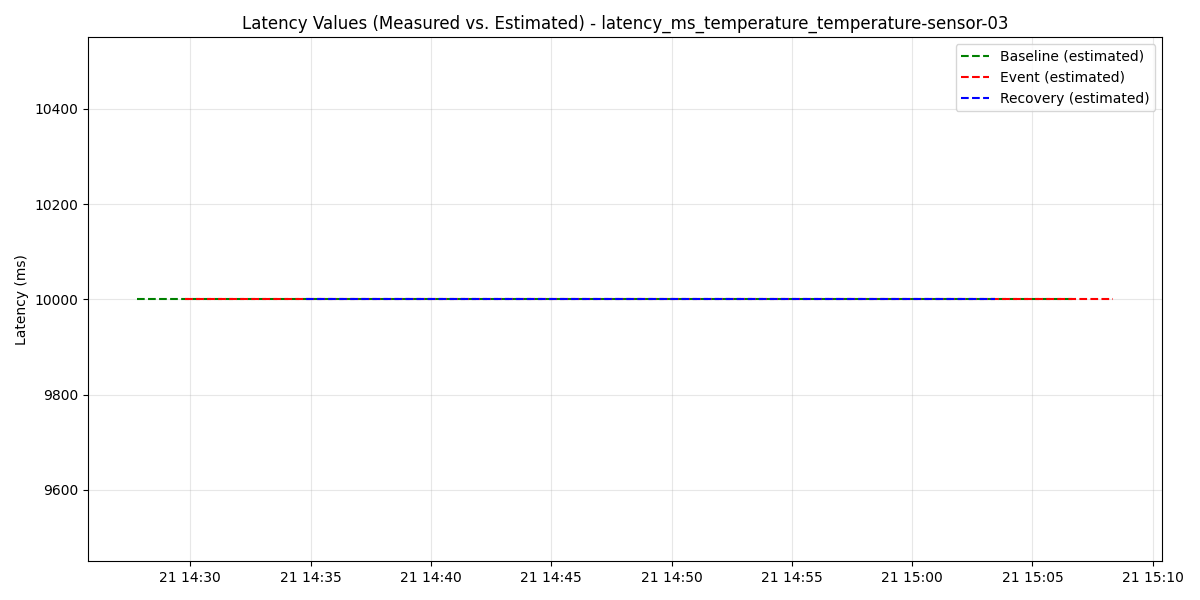 Latency Values (Measured vs. Estimated) - latency_ms_temperature_temperature-sensor-03
Baseline (estimated)
Event (estimated)
Recovery (estimated)
Latency (ms)
10400
10200
10000
9800
9600
21 14:30
21 14:35
21 14:40
21 14:45
21 14:50
21 14:55
21 15:00
21 15:05
21 15:10